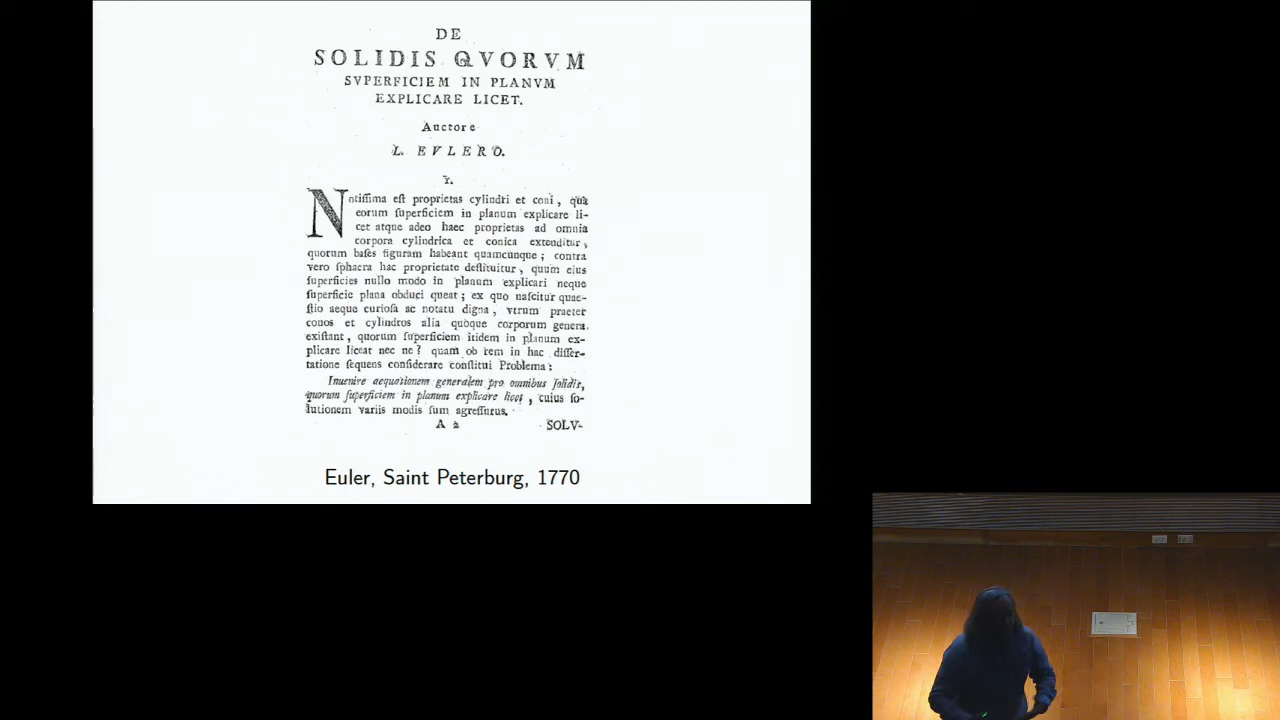 DE
SOLIDIS QVORVM
SVPERFICIEM IN PLANVM
EXPLICARE LICET.
Auctore
L. EVLERO.
I.
Notiſſima eſt proprietas cylindri et coni, qua
eorum ſuperficiem in planum explicare li-
cet atque adeo haec proprietas ad omnia
corpora cylindrica et conica extenditur,
quorum baſes figuram habeant quamcunque; contra
vero ſphaera hac proprietate deſtituitur, quum eius
ſuperficies nullo modo in planum explicari neque
ſuperficie plana obduci queat; ex quo naſcitur quae-
ſtio aeque curioſa ac notatu digna, vtrum praeter
conos et cylindros alia quoque corporum genera
exiſtant, quorum ſuperficiem itidem in planum ex-
plicare liceat nec ne? quam ob rem in hac diſſer-
tatione ſequens conſiderare conſtitui Problema:
Inuenire aequationem generalem pro omnibus ſolidis,
quorum ſuperficiem in planum explicare licet, cuius ſo-
lutionem variis modis ſum agreſſurus.
A a SOLV-
Euler, Saint Peterburg, 1770